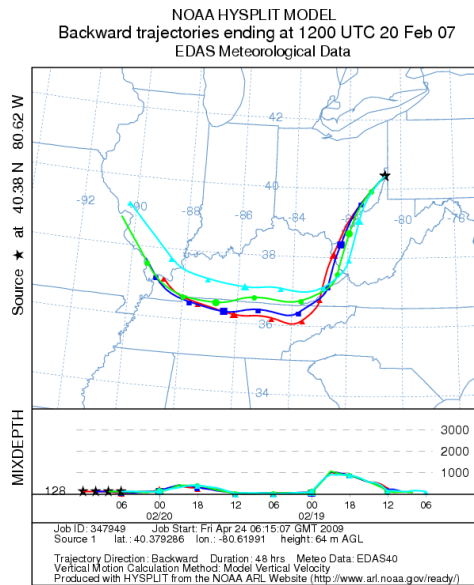 NOAA HYSPLIT MODEL
Backward trajectories ending at 1200 UTC 20 Feb 07
EDAS Meteorological Data
Source ★ at 40.38 N 80.62 W
42
40
38
36
34
-92
-90
-88
-86
-84
-82
-80
-78
MIXDEPTH
3000
2000
1000
128
06 00 18 12 06 00 18 12 06
02/20 02/19
Job ID: 347949 Job Start: Fri Apr 24 06:15:07 GMT 2009
Source 1 lat.: 40.379286 lon.: -80.61991 height: 64 m AGL
Trajectory Direction: Backward Duration: 48 hrs Meteo Data: EDAS40
Vertical Motion Calculation Method: Model Vertical Velocity
Produced with HYSPLIT from the NOAA ARL Website (http://www.arl.noaa.gov/ready/)